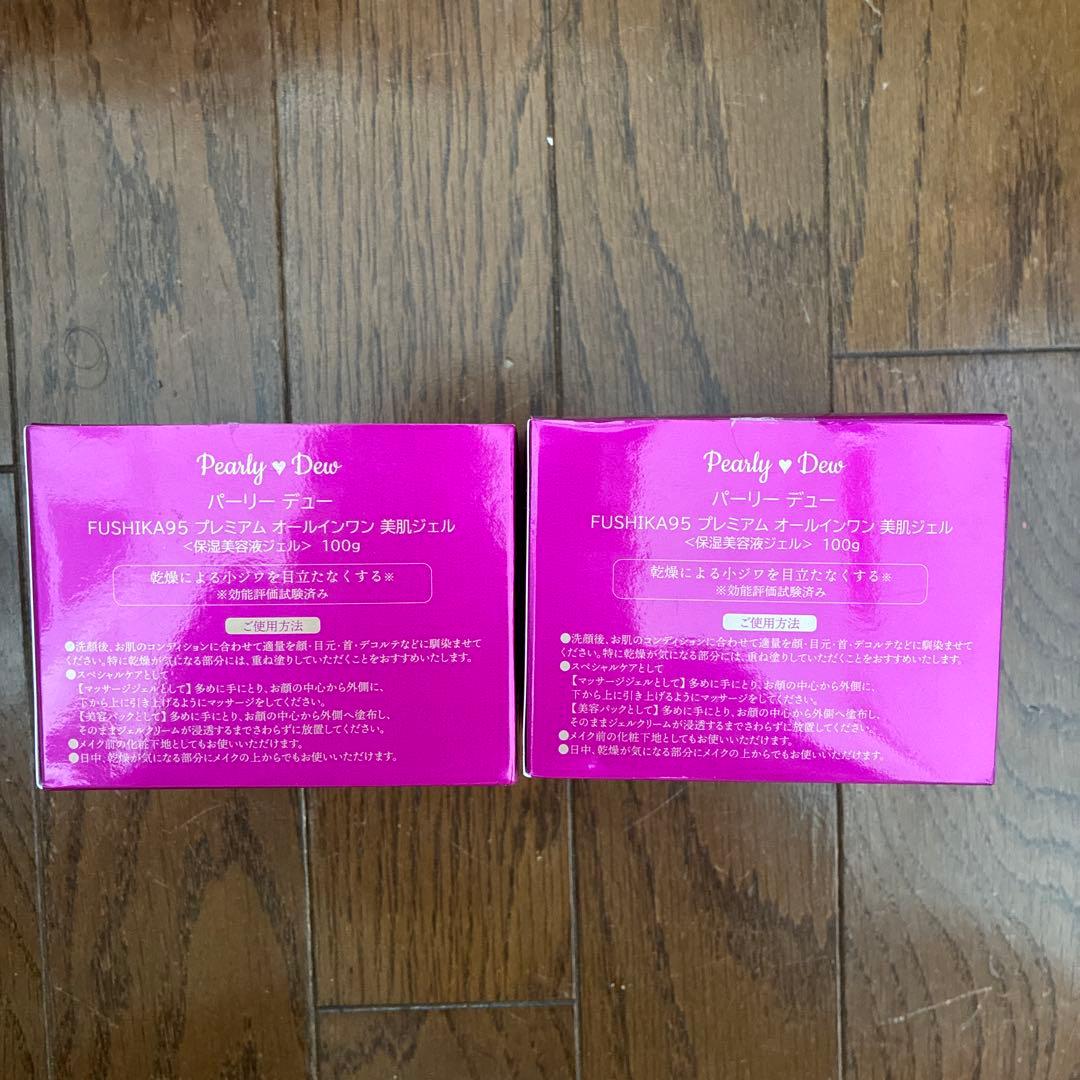 Pearly ♥ Dew
パーリー デュー
FUSHIKA95 プレミアム オールインワン 美肌ジェル
<保湿美容液ジェル> 100g
乾燥による小ジワを目立たなくする※
※効能評価試験済み
ご使用方法
●洗顔後、お肌のコンディションに合わせて適量を顔・目元・首・デコルテなどに馴染ませて
ください。特に乾燥が気になる部分には、重ね塗りしていただくことをおすすめいたします。
●スペシャルケアとして
【マッサージジェルとして】多めに手にとり、お顔の中心から外側に、
下から上に引き上げるようにマッサージをしてください。
【美容パックとして】多めに手にとり、お顔の中心から外側へ塗布し、
そのままジェルクリームが浸透するまでさわらずに放置してください。
●メイク前の化粧下地としてもお使いいただけます。
●日中、乾燥が気になる部分にメイクの上からでもお使いいただけます。
Pearly ♥ Dew
パーリー デュー
FUSHIKA95 プレミアム オールインワン 美肌ジェル
<保湿美容液ジェル> 100g
乾燥による小ジワを目立たなくする※
※効能評価試験済み
ご使用方法
●洗顔後、お肌のコンディションに合わせて適量を顔・目元・首・デコルテなどに馴染ませて
ください。特に乾燥が気になる部分には、重ね塗りしていただくことをおすすめいたします。
●スペシャルケアとして
【マッサージジェルとして】多めに手にとり、お顔の中心から外側に、
下から上に引き上げるようにマッサージをしてください。
【美容パックとして】多めに手にとり、お顔の中心から外側へ塗布し、
そのままジェルクリームが浸透するまでさわらずに放置してください。
●メイク前の化粧下地としてもお使いいただけます。
●日中、乾燥が気になる部分にメイクの上からでもお使いいただけます。